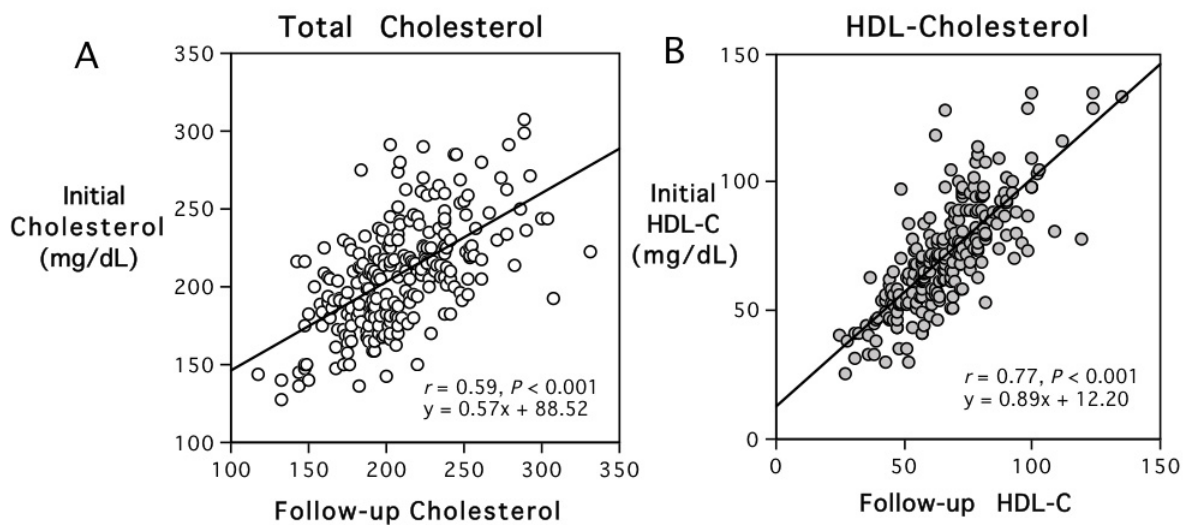 A
Total Cholesterol
350
300
250
200
150
100
Initial
Cholesterol
(mg/dL)
r = 0.59, P < 0.001
y = 0.57x + 88.52
100 150 200 250 300 350
Follow-up Cholesterol
B
HDL-Cholesterol
150
100
50
0
Initial
HDL-C
(mg/dL)
r = 0.77, P < 0.001
y = 0.89x + 12.20
0 50 100 150
Follow-up HDL-C